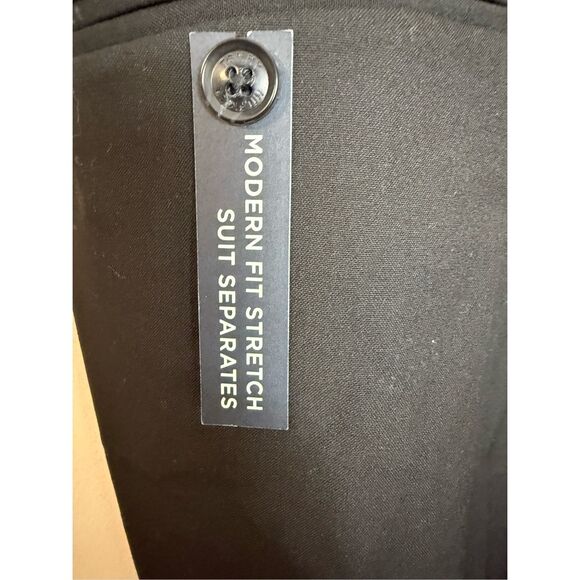 MODERN FIT STRETCH
SUIT SEPARATES